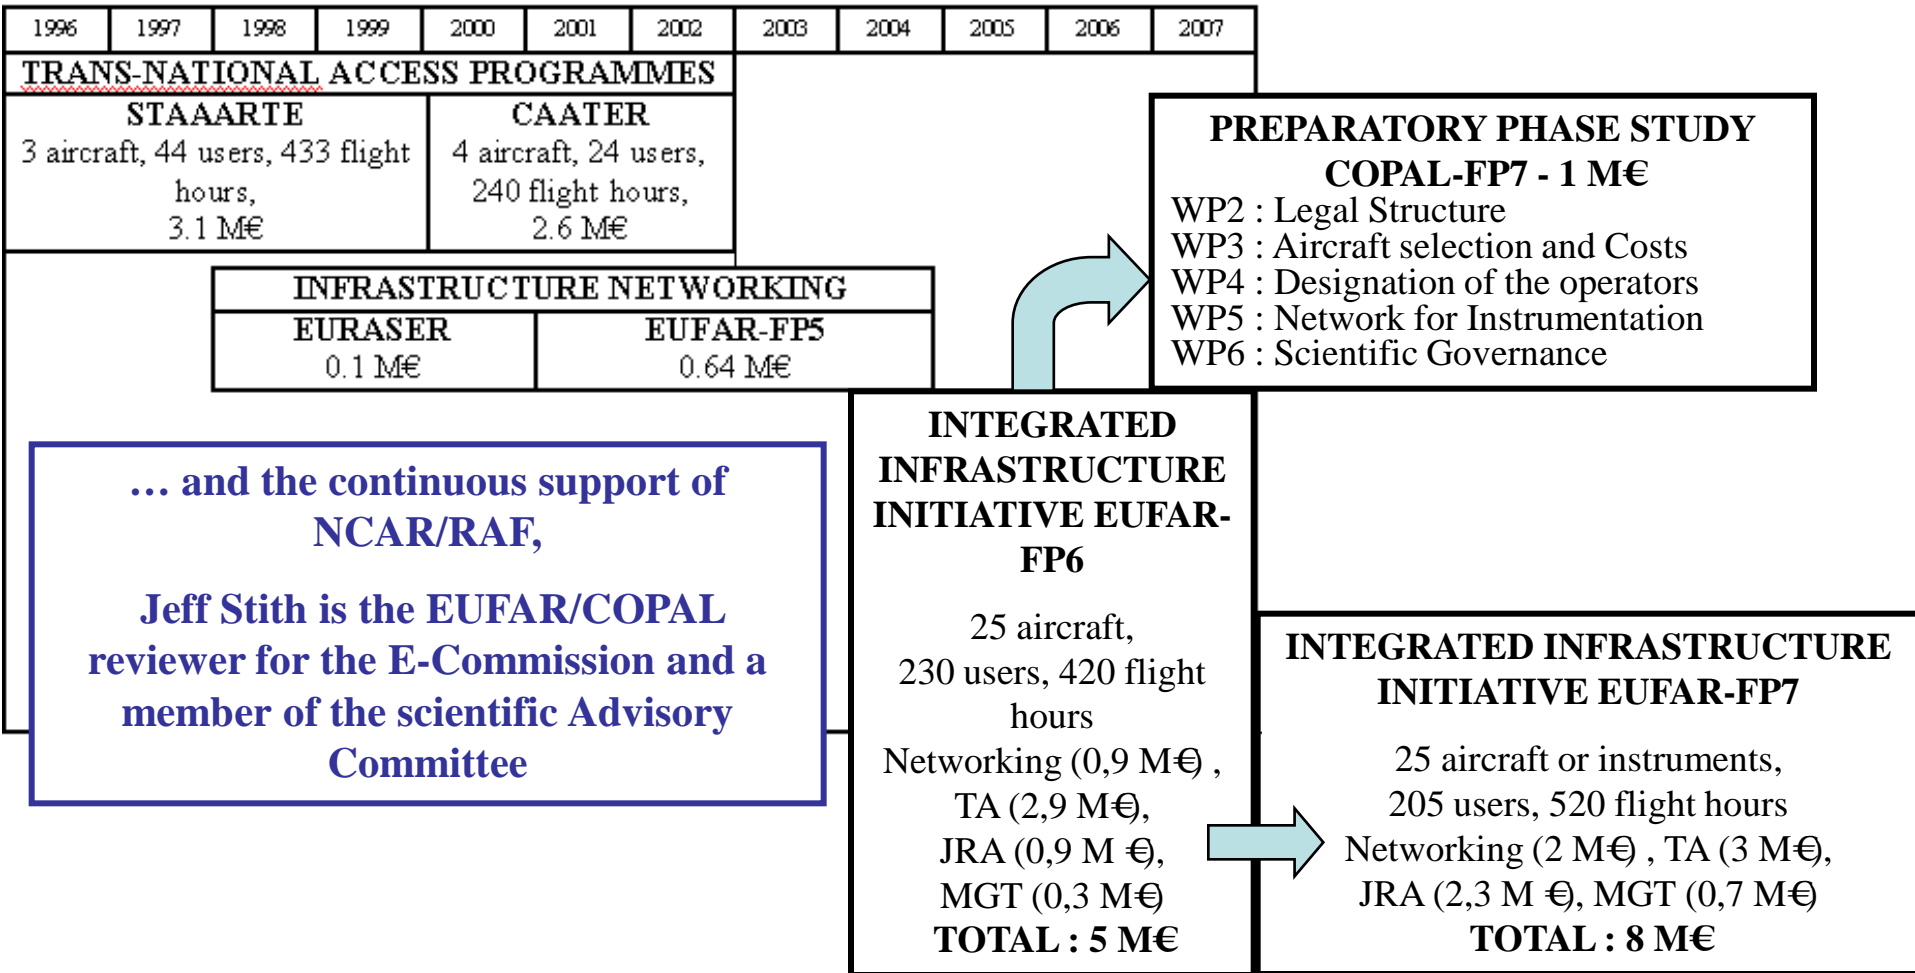 1996 1997 1998 1999 2000 2001 2002 2003 2004 2005 2006 2007
TRANS-NATIONAL ACCESS PROGRAMMES
STAAARTE
3 aircraft, 44 users, 433 flight
hours,
3.1 M€
CAATER
4 aircraft, 24 users,
240 flight hours,
2.6 M€
INFRASTRUCTURE NETWORKING
EURASER
0.1 M€
EUFAR-FP5
0.64 M€
PREPARATORY PHASE STUDY
COPAL-FP7 - 1 M€
WP2 : Legal Structure
WP3 : Aircraft selection and Costs
WP4 : Designation of the operators
WP5 : Network for Instrumentation
WP6 : Scientific Governance
… and the continuous support of
NCAR/RAF,
Jeff Stith is the EUFAR/COPAL
reviewer for the E-Commission and a
member of the scientific Advisory
Committee
INTEGRATED
INFRASTRUCTURE
INITIATIVE EUFAR-
FP6
25 aircraft,
230 users, 420 flight
hours
Networking (0,9 M€) ,
TA (2,9 M€),
JRA (0,9 M €),
MGT (0,3 M€)
TOTAL : 5 M€
INTEGRATED INFRASTRUCTURE
INITIATIVE EUFAR-FP7
25 aircraft or instruments,
205 users, 520 flight hours
Networking (2 M€) , TA (3 M€),
JRA (2,3 M €), MGT (0,7 M€)
TOTAL : 8 M€